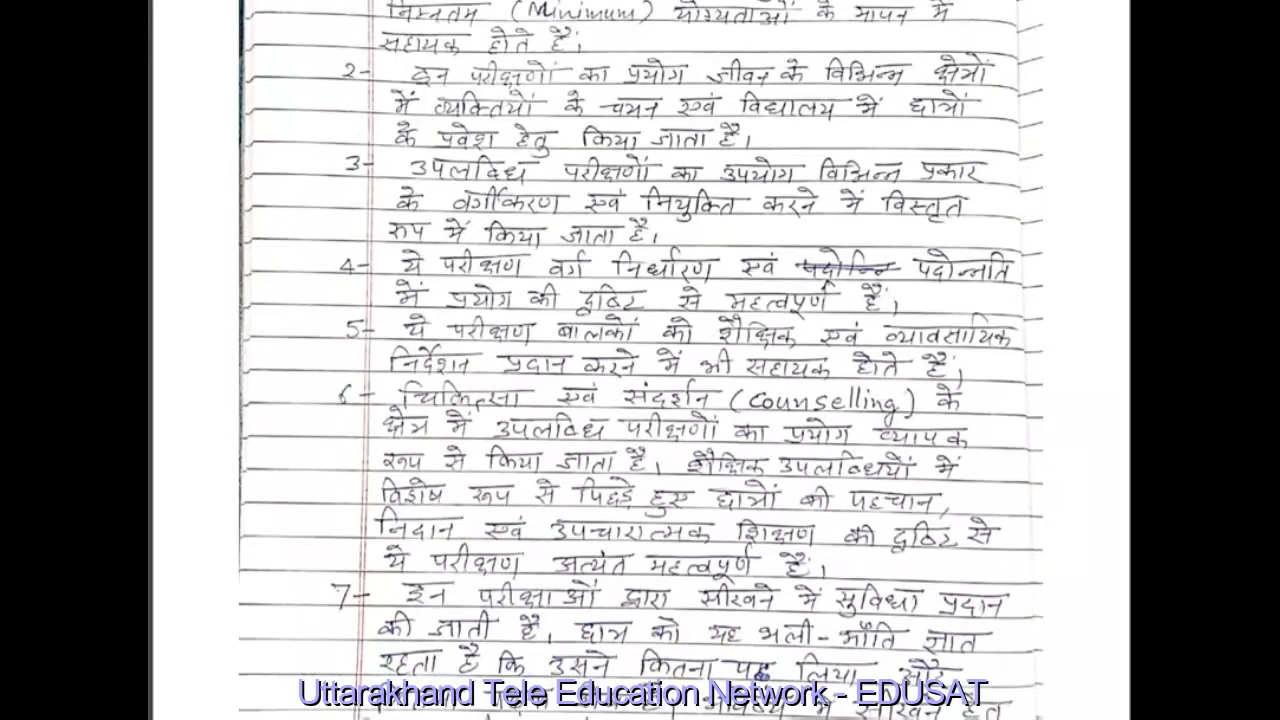 निम्नतम (Minimum) योग्यताओं के मापन में
सहायक होते हैं।
2- इन परीक्षणों का प्रयोग जीवन के विभिन्न क्षेत्रों
में व्यक्तियों के चयन एवं विद्यालय में छात्रों
के प्रवेश हेतु किया जाता है।
3- उपलब्धि परीक्षणों का उपयोग विभिन्न प्रकार
के वर्गीकरण एवं नियुक्ति करने में विस्तृत
रूप में किया जाता है।
4- ये परीक्षण वर्ग निर्धारण एवं पदोन्नति
में प्रयोग की दृष्टि से महत्वपूर्ण हैं।
5- ये परीक्षण बालकों को शैक्षिक एवं व्यावसायिक
निर्देशन प्रदान करने में भी सहायक होते हैं।
6- चिकित्सा एवं संदर्शन (Counselling) के
क्षेत्र में उपलब्धि परीक्षणों का प्रयोग व्यापक
रूप से किया जाता है। शैक्षिक उपलब्धियों में
विशेष रूप से पिछड़े हुए छात्रों की पहचान,
निदान एवं उपचारात्मक शिक्षण की दृष्टि से
ये परीक्षण अत्यंत महत्वपूर्ण हैं।
7- इन परीक्षाओं द्वारा सीखने में सुविधा प्रदान
की जाती है। छात्र को यह भली-भाँति ज्ञात
रहता है कि उसने कितना पढ़ लिया और
Uttarakhand Tele Education Network - EDUSAT
में सीखने हेतु